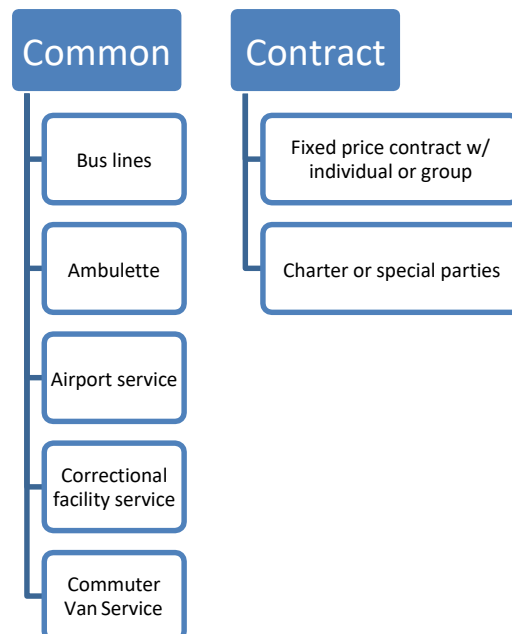 Common
Bus lines
Ambulette
Airport service
Correctional
facility service
Commuter
Van Service
Contract
Fixed price contract w/
individual or group
Charter or special parties